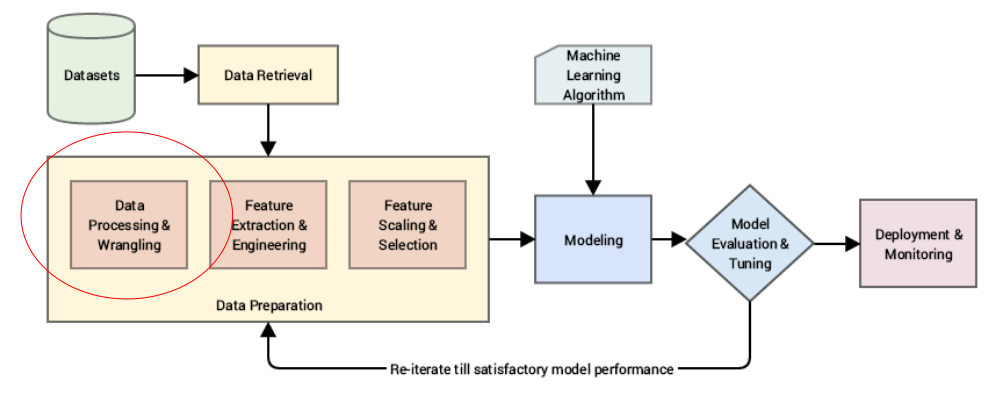 Datasets
Data Retrieval
Machine
Learning
Algorithm
Data
Processing &
Wrangling
Feature
Extraction &
Engineering
Feature
Scaling &
Selection
Data Preparation
Modeling
Model
Evaluation &
Tuning
Deployment &
Monitoring
Re-iterate till satisfactory model performance